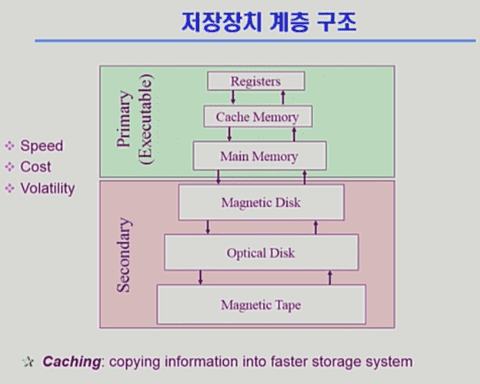 저장장치 계층 구조
Primary
(Executable)
Registers
Cache Memory
Main Memory
Speed
Cost
Volatility
Secondary
Magnetic Disk
Optical Disk
Magnetic Tape
Caching: copying information into faster storage system